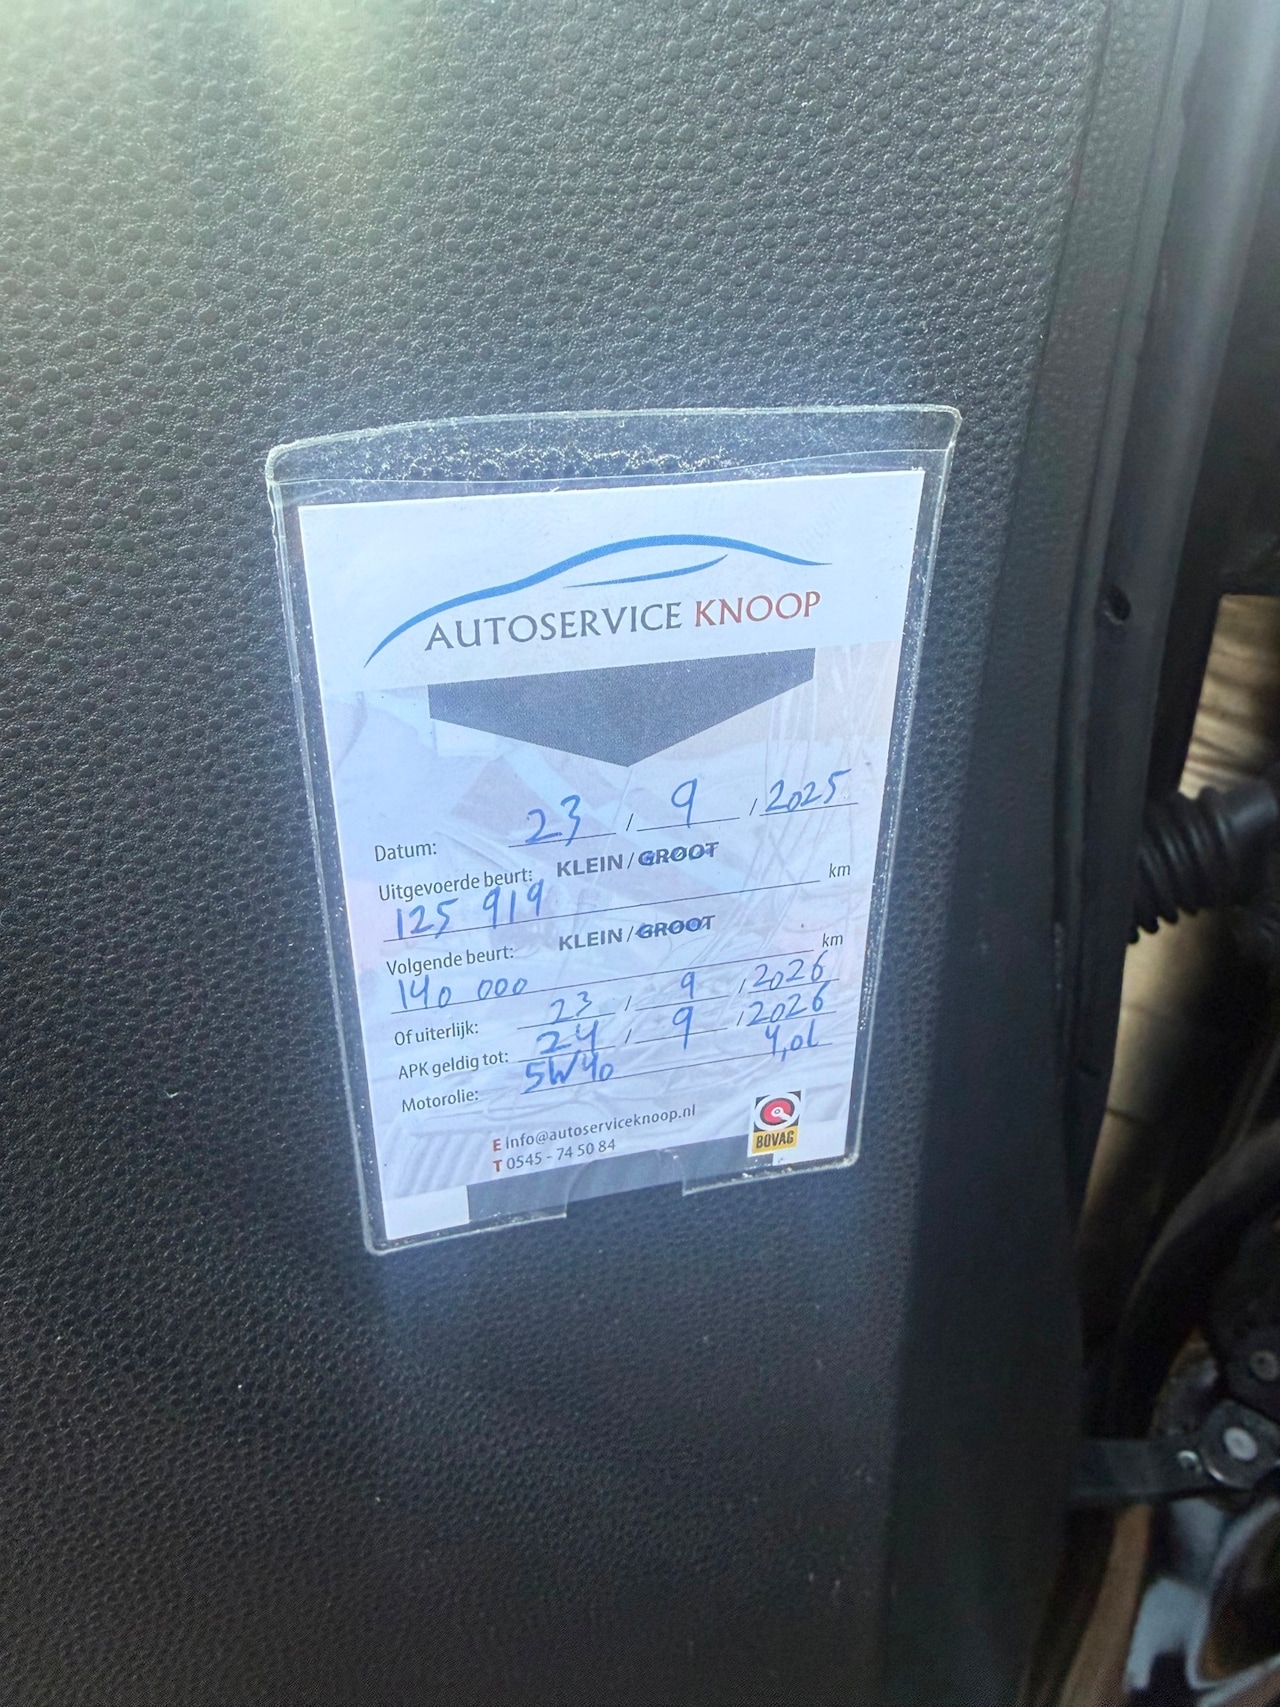 AUTOSERVICE KNOOP
Datum: 23 / 9 / 2025
Uitgevoerde beurt: KLEIN / GROOT
125 919 km
Volgende beurt: KLEIN / GROOT
140 000 km
Of uiterlijk: 23 / 9 / 2026
APK geldig tot: 24 / 9 / 2026
Motorolie: 5W40 4,0L
E info@autoserviceknoop.nl
T 0545 - 74 50 84
BOVAG